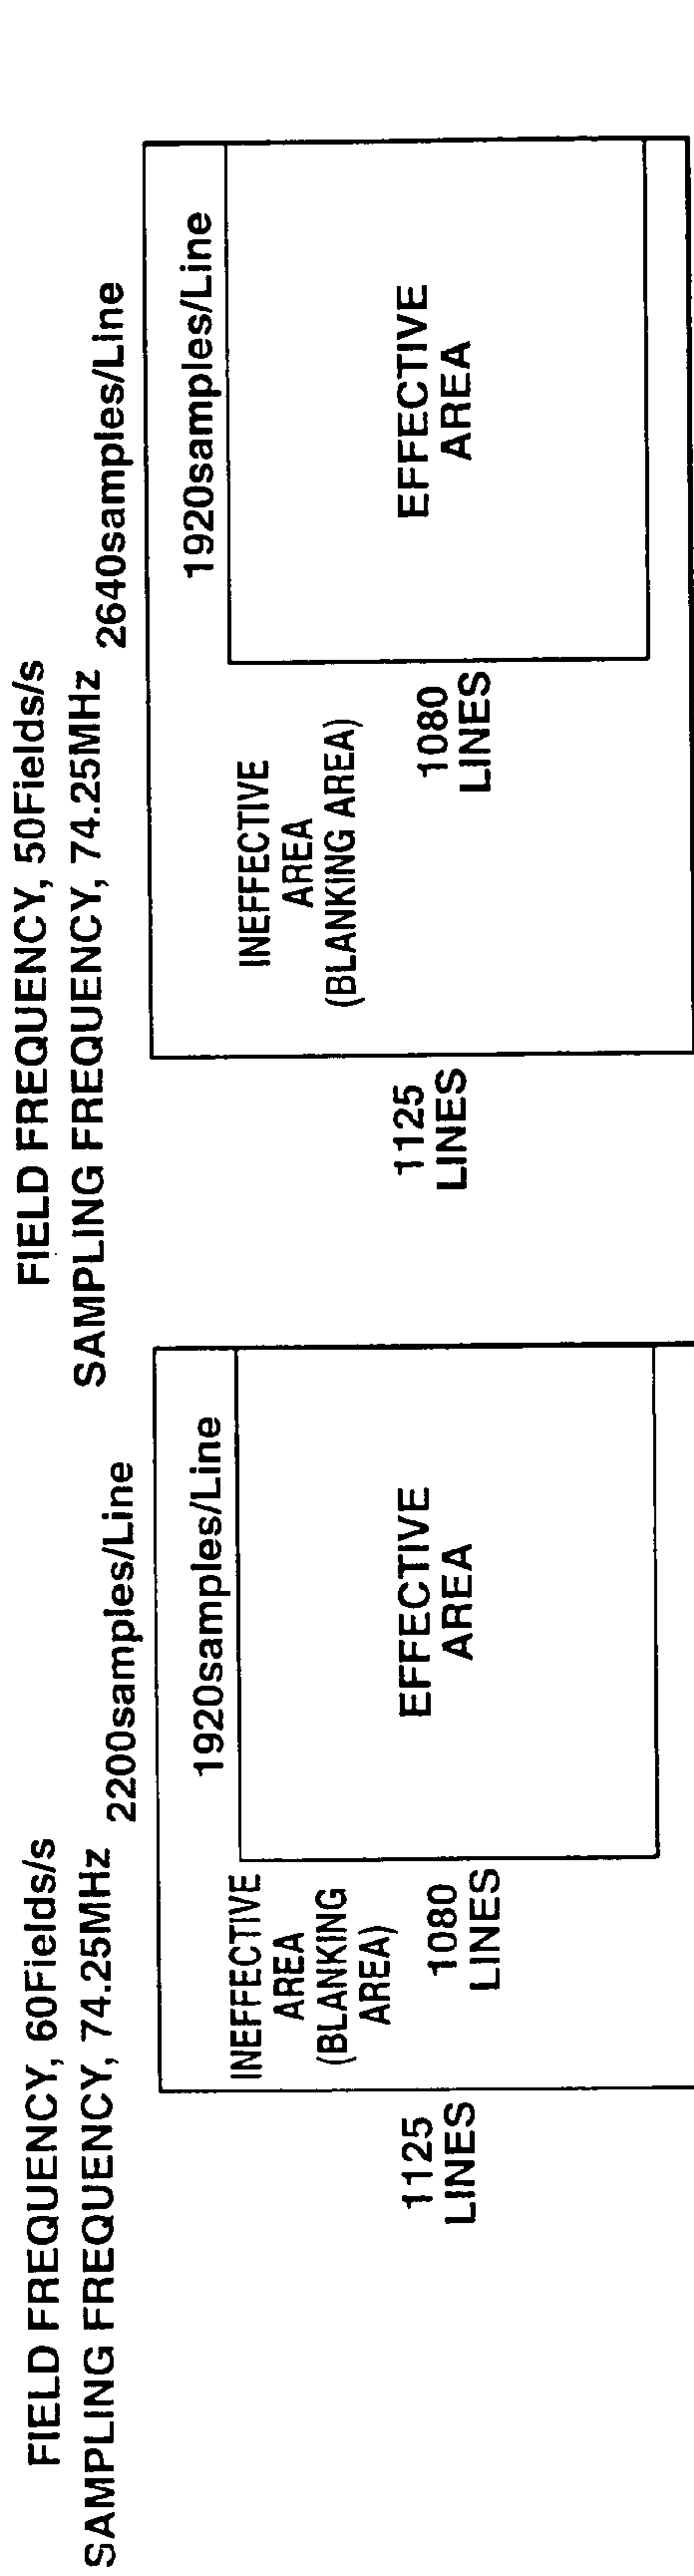 FIELD FREQUENCY, 60Fields/s
SAMPLING FREQUENCY, 74.25MHz
2200samples/Line
1920samples/Line
INEFFECTIVE
AREA
(BLANKING
AREA)
EFFECTIVE
AREA
1080
LINES
1125
LINES
FIELD FREQUENCY, 50Fields/s
SAMPLING FREQUENCY, 74.25MHz
2640samples/Line
1920samples/Line
INEFFECTIVE
AREA
(BLANKING AREA)
EFFECTIVE
AREA
1080
LINES
1125
LINES